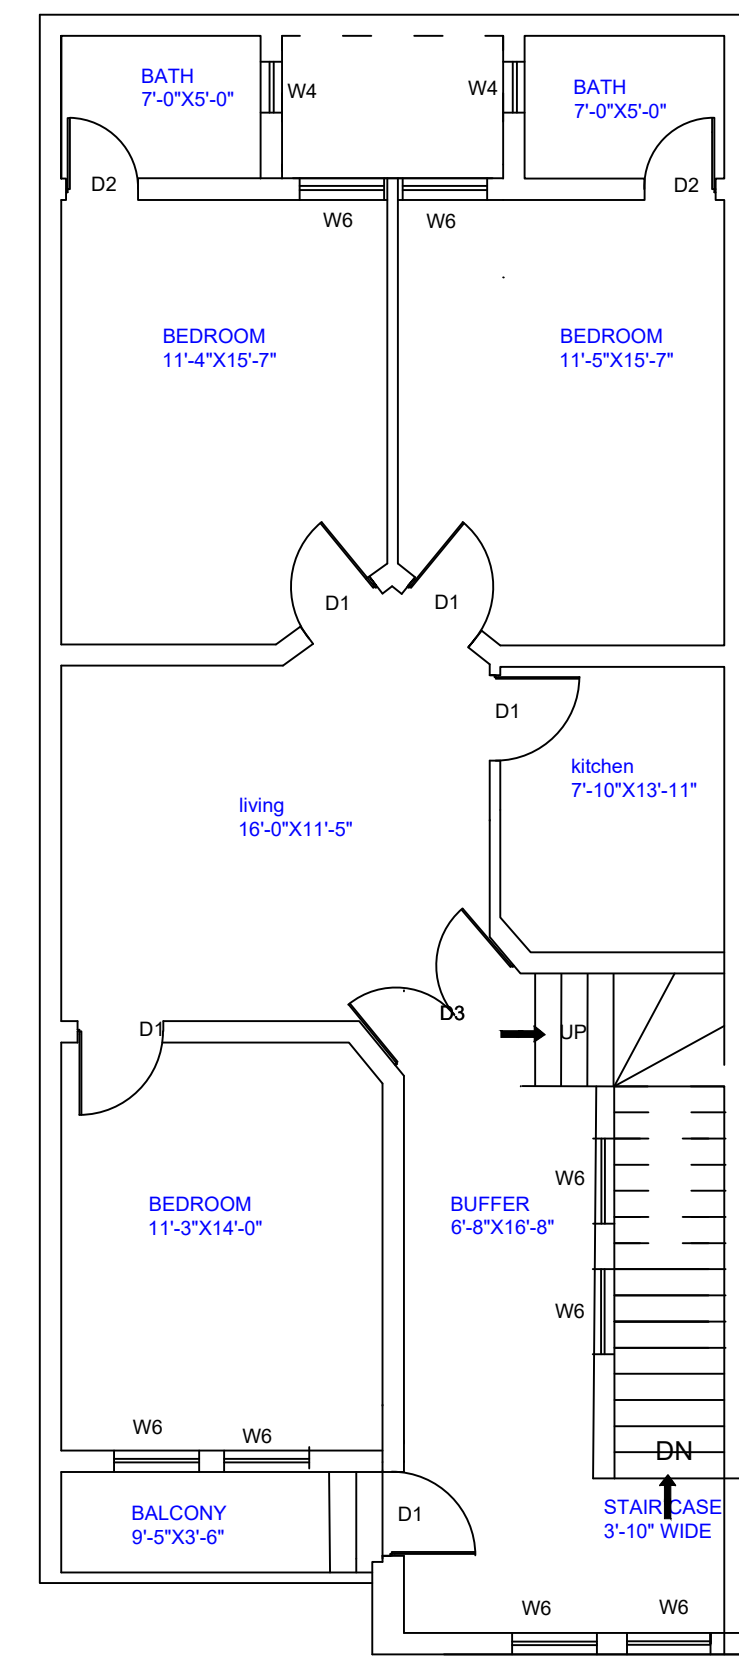 BATH
7'-0"X5'-0"
W4
W4
BATH
7'-0"X5'-0"
D2
D2
W6
W6
BEDROOM
11'-4"X15'-7"
BEDROOM
11'-5"X15'-7"
D1
D1
D1
kitchen
7'-10"X13'-11"
living
16'-0"X11'-5"
D3
D1
UP
BEDROOM
11'-3"X14'-0"
BUFFER
6'-8"X16'-8"
W6
W6
W6
W6
DN
BALCONY
9'-5"X3'-6"
D1
STAIR CASE
3'-10" WIDE
W6
W6